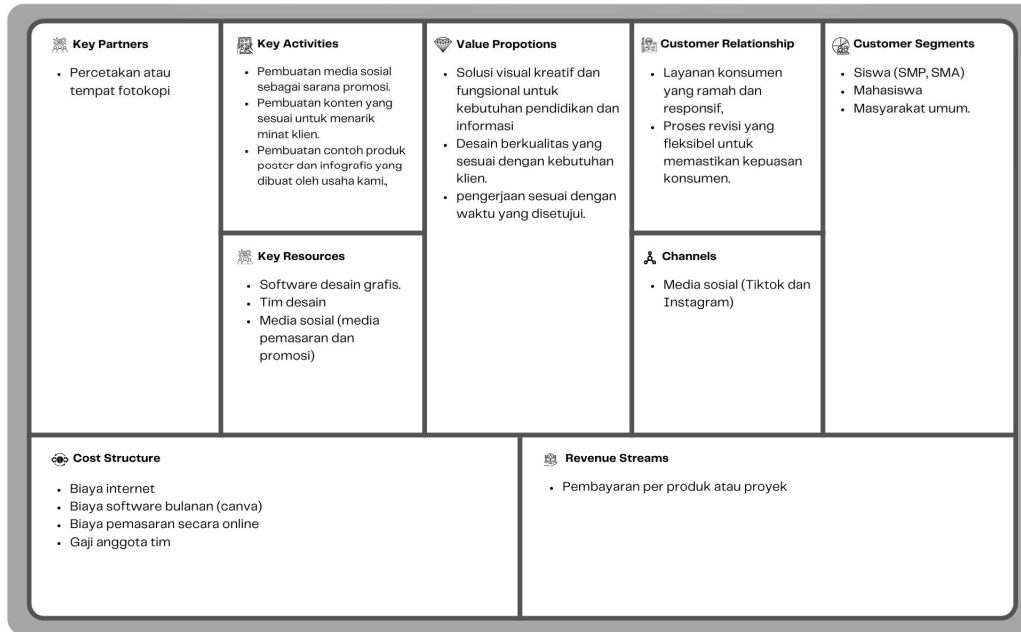 Key Partners
• Percetakan atau
tempat fotokopi
Key Activities
• Pembuatan media sosial
sebagai sarana promosi.
• Pembuatan konten yang
sesuai untuk menarik
minat klien.
• Pembuatan contoh produk
poster dan infografis yang
dibuat oleh usaha kami.,
Key Resources
• Software desain grafis.
• Tim desain
• Media sosial (media
pemasaran dan
promosi)
Value Propotions
• Solusi visual kreatif dan
fungsional untuk
kebutuhan pendidikan dan
informasi
• Desain berkualitas yang
sesuai dengan kebutuhan
klien.
• pengerjaan sesuai dengan
waktu yang disetujui.
Customer Relationship
• Layanan konsumen
yang ramah dan
responsif,
• Proses revisi yang
fleksibel untuk
memastikan kepuasan
konsumen.
Channels
• Media sosial (Tiktok dan
Instagram)
Customer Segments
• Siswa (SMP, SMA)
• Mahasiswa
• Masyarakat umum.
Cost Structure
• Biaya internet
• Biaya software bulanan (canva)
• Biaya pemasaran secara online
• Gaji anggota tim
Revenue Streams
• Pembayaran per produk atau proyek